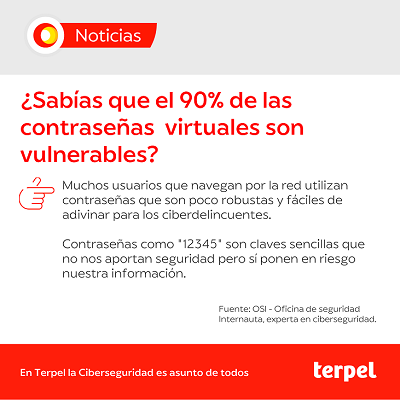 Noticias
¿Sabías que el 90% de las
contraseñas virtuales son
vulnerables?
Muchos usuarios que navegan por la red utilizan
contraseñas que son poco robustas y fáciles de
adivinar para los ciberdelincuentes.
Contraseñas como "12345" son claves sencillas que
no nos aportan seguridad pero sí ponen en riesgo
nuestra información.
Fuente: OSI - Oficina de seguridad
Internauta, experta en ciberseguridad.
En Terpel la Ciberseguridad es asunto de todos
terpel